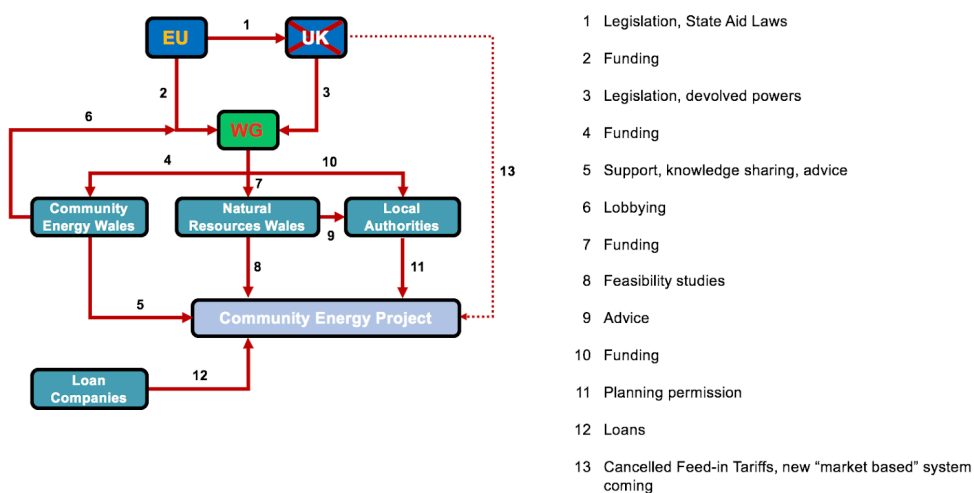 EU
1
UK
2
3
6
WG
4
10
7
13
Community
Energy Wales
Natural
Resources Wales
9
Local
Authorities
8
11
5
Community Energy Project
Loan
Companies
12
1 Legislation, State Aid Laws
2 Funding
3 Legislation, devolved powers
4 Funding
5 Support, knowledge sharing, advice
6 Lobbying
7 Funding
8 Feasibility studies
9 Advice
10 Funding
11 Planning permission
12 Loans
13 Cancelled Feed-in Tariffs, new “market based” system
coming